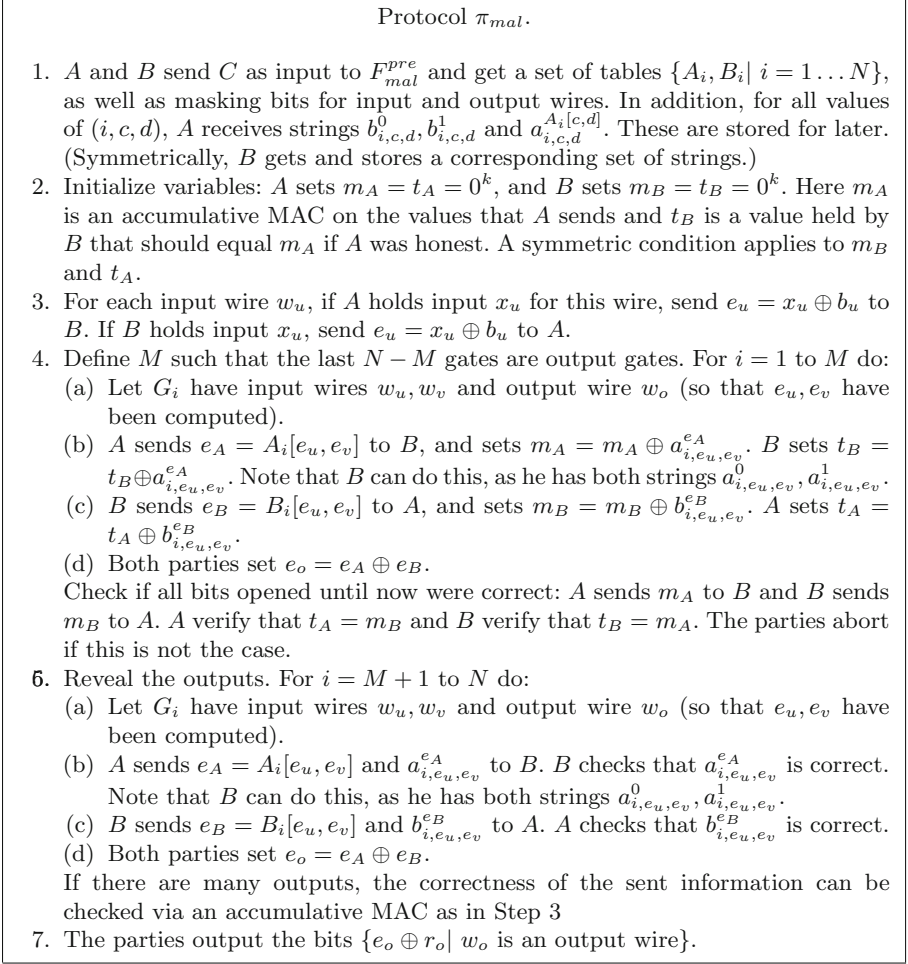 Protocol π_{mal}.
1. A and B send C as input to F^{pre}_{mal} and get a set of tables {A_i, B_i| i = 1 . . . N},
as well as masking bits for input and output wires. In addition, for all values
of (i, c, d), A receives strings b^0_{i,c,d}, b^1_{i,c,d} and a^{A_i[c,d]}_{i,c,d}. These are stored for later.
(Symmetrically, B gets and stores a corresponding set of strings.)
2. Initialize variables: A sets m_A = t_A = 0^k, and B sets m_B = t_B = 0^k. Here m_A
is an accumulative MAC on the values that A sends and t_B is a value held by
B that should equal m_A if A was honest. A symmetric condition applies to m_B
and t_A.
3. For each input wire w_u, if A holds input x_u for this wire, send e_u = x_u ⊕ b_u to
B. If B holds input x_u, send e_u = x_u ⊕ b_u to A.
4. Define M such that the last N − M gates are output gates. For i = 1 to M do:
(a) Let G_i have input wires w_u, w_v and output wire w_o (so that e_u, e_v have
been computed).
(b) A sends e_A = A_i[e_u, e_v] to B, and sets m_A = m_A ⊕ a^{e_A}_{i,e_u,e_v}. B sets t_B =
t_B⊕a^{e_A}_{i,e_u,e_v}. Note that B can do this, as he has both strings a^0_{i,e_u,e_v}, a^1_{i,e_u,e_v}.
(c) B sends e_B = B_i[e_u, e_v] to A, and sets m_B = m_B ⊕ b^{e_B}_{i,e_u,e_v}. A sets t_A =
t_A ⊕ b^{e_B}_{i,e_u,e_v}.
(d) Both parties set e_o = e_A ⊕ e_B.
Check if all bits opened until now were correct: A sends m_A to B and B sends
m_B to A. A verify that t_A = m_B and B verify that t_B = m_A. The parties abort
if this is not the case.
6. Reveal the outputs. For i = M + 1 to N do:
(a) Let G_i have input wires w_u, w_v and output wire w_o (so that e_u, e_v have
been computed).
(b) A sends e_A = A_i[e_u, e_v] and a^{e_A}_{i,e_u,e_v} to B. B checks that a^{e_A}_{i,e_u,e_v} is correct.
Note that B can do this, as he has both strings a^0_{i,e_u,e_v}, a^1_{i,e_u,e_v}.
(c) B sends e_B = B_i[e_u, e_v] and b^{e_B}_{i,e_u,e_v} to A. A checks that b^{e_B}_{i,e_u,e_v} is correct.
(d) Both parties set e_o = e_A ⊕ e_B.
If there are many outputs, the correctness of the sent information can be
checked via an accumulative MAC as in Step 3
7. The parties output the bits {e_o ⊕ r_o| w_o is an output wire}.